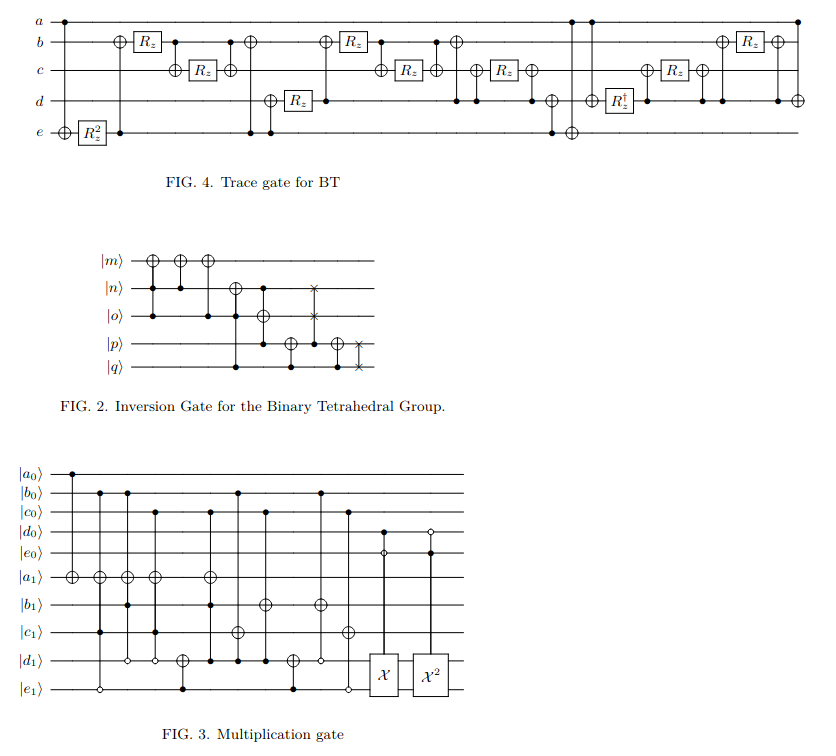 a
b R_z R_z R_z
c R_z R_z R_z R_z
d R_z R_z^†
e R_z^2
FIG. 4. Trace gate for BT
|m⟩
|n⟩
|o⟩
|p⟩
|q⟩
FIG. 2. Inversion Gate for the Binary Tetrahedral Group.
|a_0⟩
|b_0⟩
|c_0⟩
|d_0⟩
|e_0⟩
|a_1⟩
|b_1⟩
|c_1⟩
|d_1⟩
𝒳 𝒳^2
|e_1⟩
FIG. 3. Multiplication gate